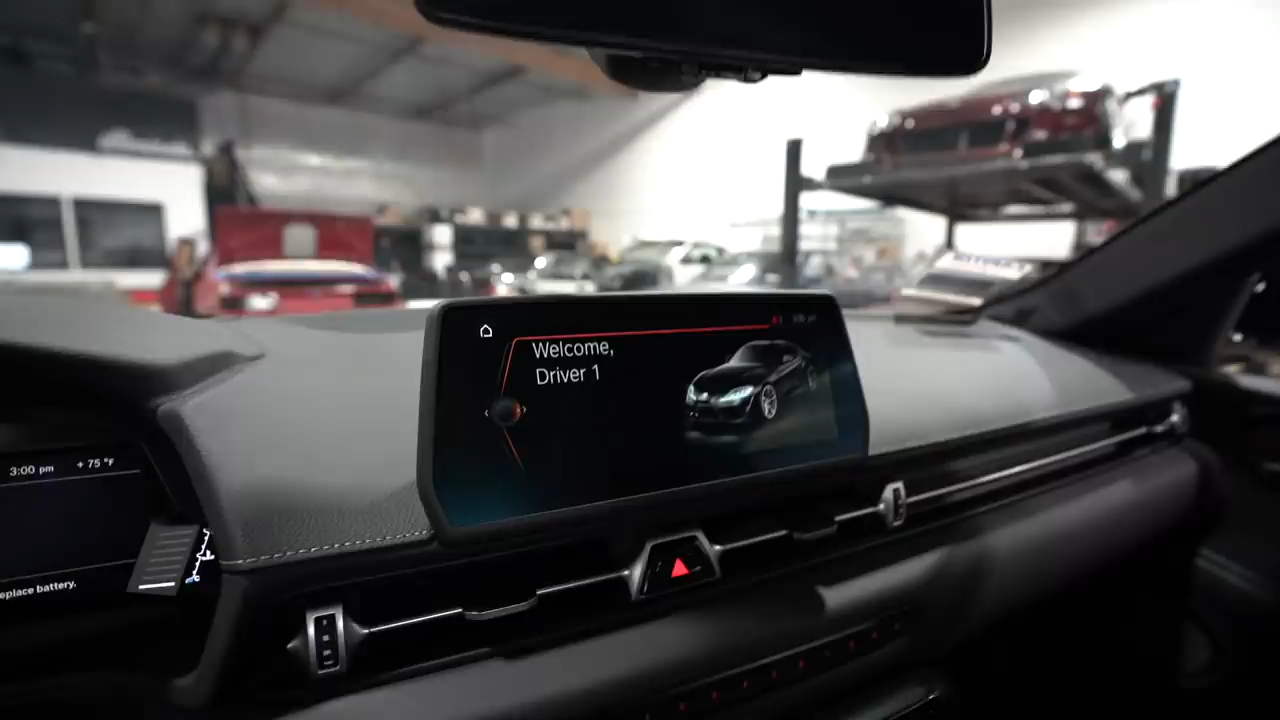 Welcome,
Driver 1
3:00 pm
+ 75 °F
eplace battery.